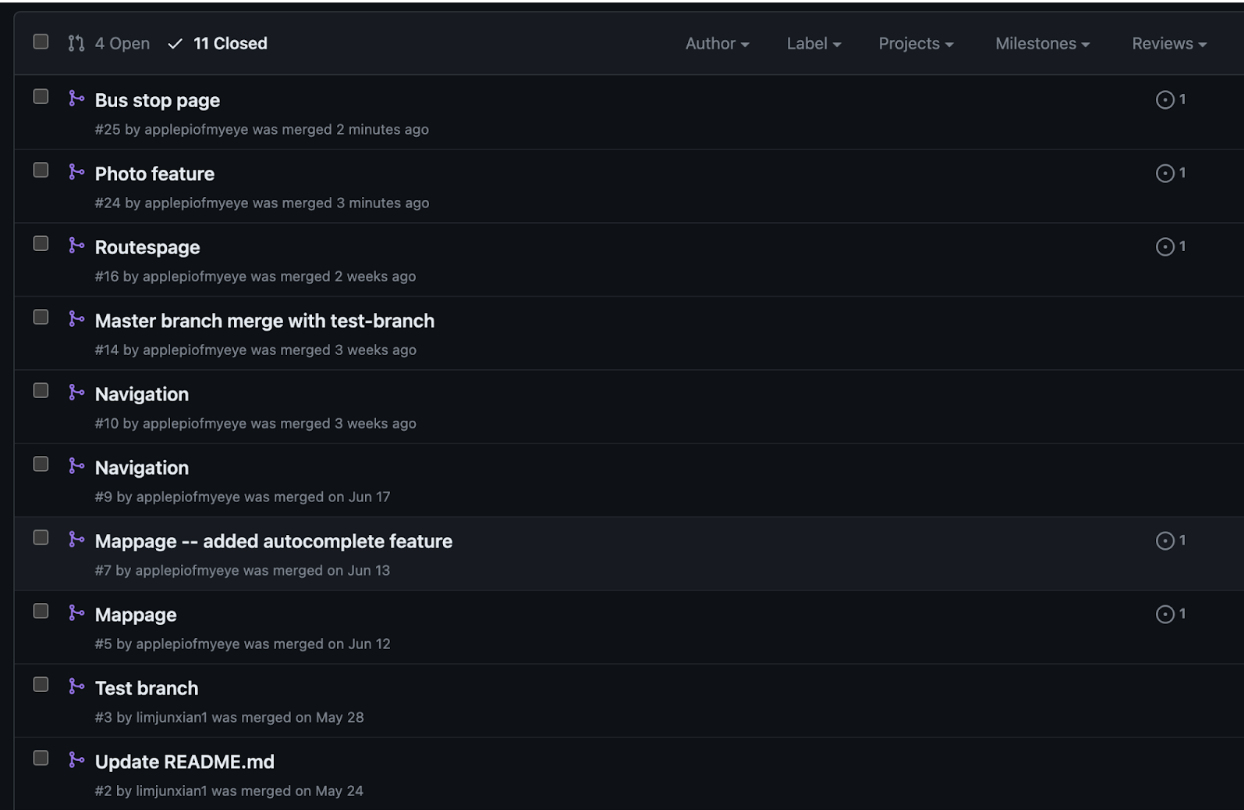 4 Open 11 Closed Author Label Projects Milestones Reviews
Bus stop page 1
#25 by applepiofmyeye was merged 2 minutes ago
Photo feature 1
#24 by applepiofmyeye was merged 3 minutes ago
Routespage 1
#16 by applepiofmyeye was merged 2 weeks ago
Master branch merge with test-branch
#14 by applepiofmyeye was merged 3 weeks ago
Navigation
#10 by applepiofmyeye was merged 3 weeks ago
Navigation
#9 by applepiofmyeye was merged on Jun 17
Mappage -- added autocomplete feature 1
#7 by applepiofmyeye was merged on Jun 13
Mappage 1
#5 by applepiofmyeye was merged on Jun 12
Test branch
#3 by limjunxian1 was merged on May 28
Update README.md
#2 by limjunxian1 was merged on May 24